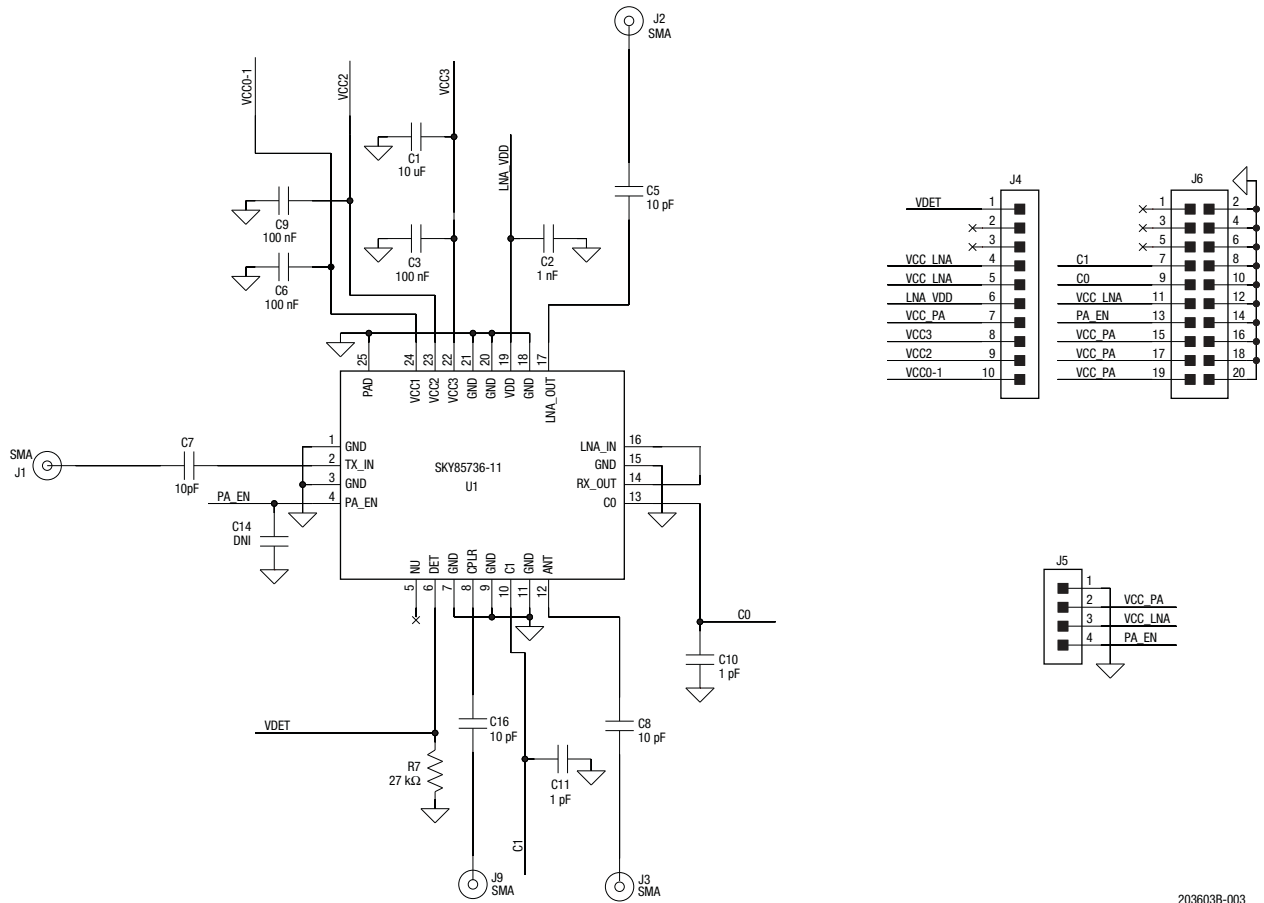 J2
SMA
VCC0-1
VCC2
VCC3
LNA_VDD
C1
10 uF
C5
10 pF
C9
100 nF
C3
100 nF
C2
1 nF
C6
100 nF
25
24
23
22
21
20
19
18
17
PAD
VCC1
VCC2
VCC3
GND
GND
VDD
GND
LNA_OUT
SMA
J1
C7
10pF
PA_EN
C14
DNI
1 GND
2 TX_IN
3 GND
4 PA_EN
SKY85736-11
U1
LNA_IN 16
GND 15
RX_OUT 14
C0 13
NU
DET
GND
CPLR
GND
C1
GND
ANT
5
6
7
8
9
10
11
12
C0
C10
1 pF
VDET
R7
27 kΩ
C16
10 pF
C11
1 pF
C8
10 pF
C1
J9
SMA
J3
SMA
J4
VDET 1
2
3
VCC_LNA 4
VCC_LNA 5
LNA_VDD 6
VCC_PA 7
VCC3 8
VCC2 9
VCC0-1 10
J6
1 2
3 4
5 6
C1 7 8
C0 9 10
VCC_LNA 11 12
PA_EN 13 14
VCC_PA 15 16
VCC_PA 17 18
VCC_PA 19 20
J5
1
2 VCC_PA
3 VCC_LNA
4 PA_EN
203603B-003